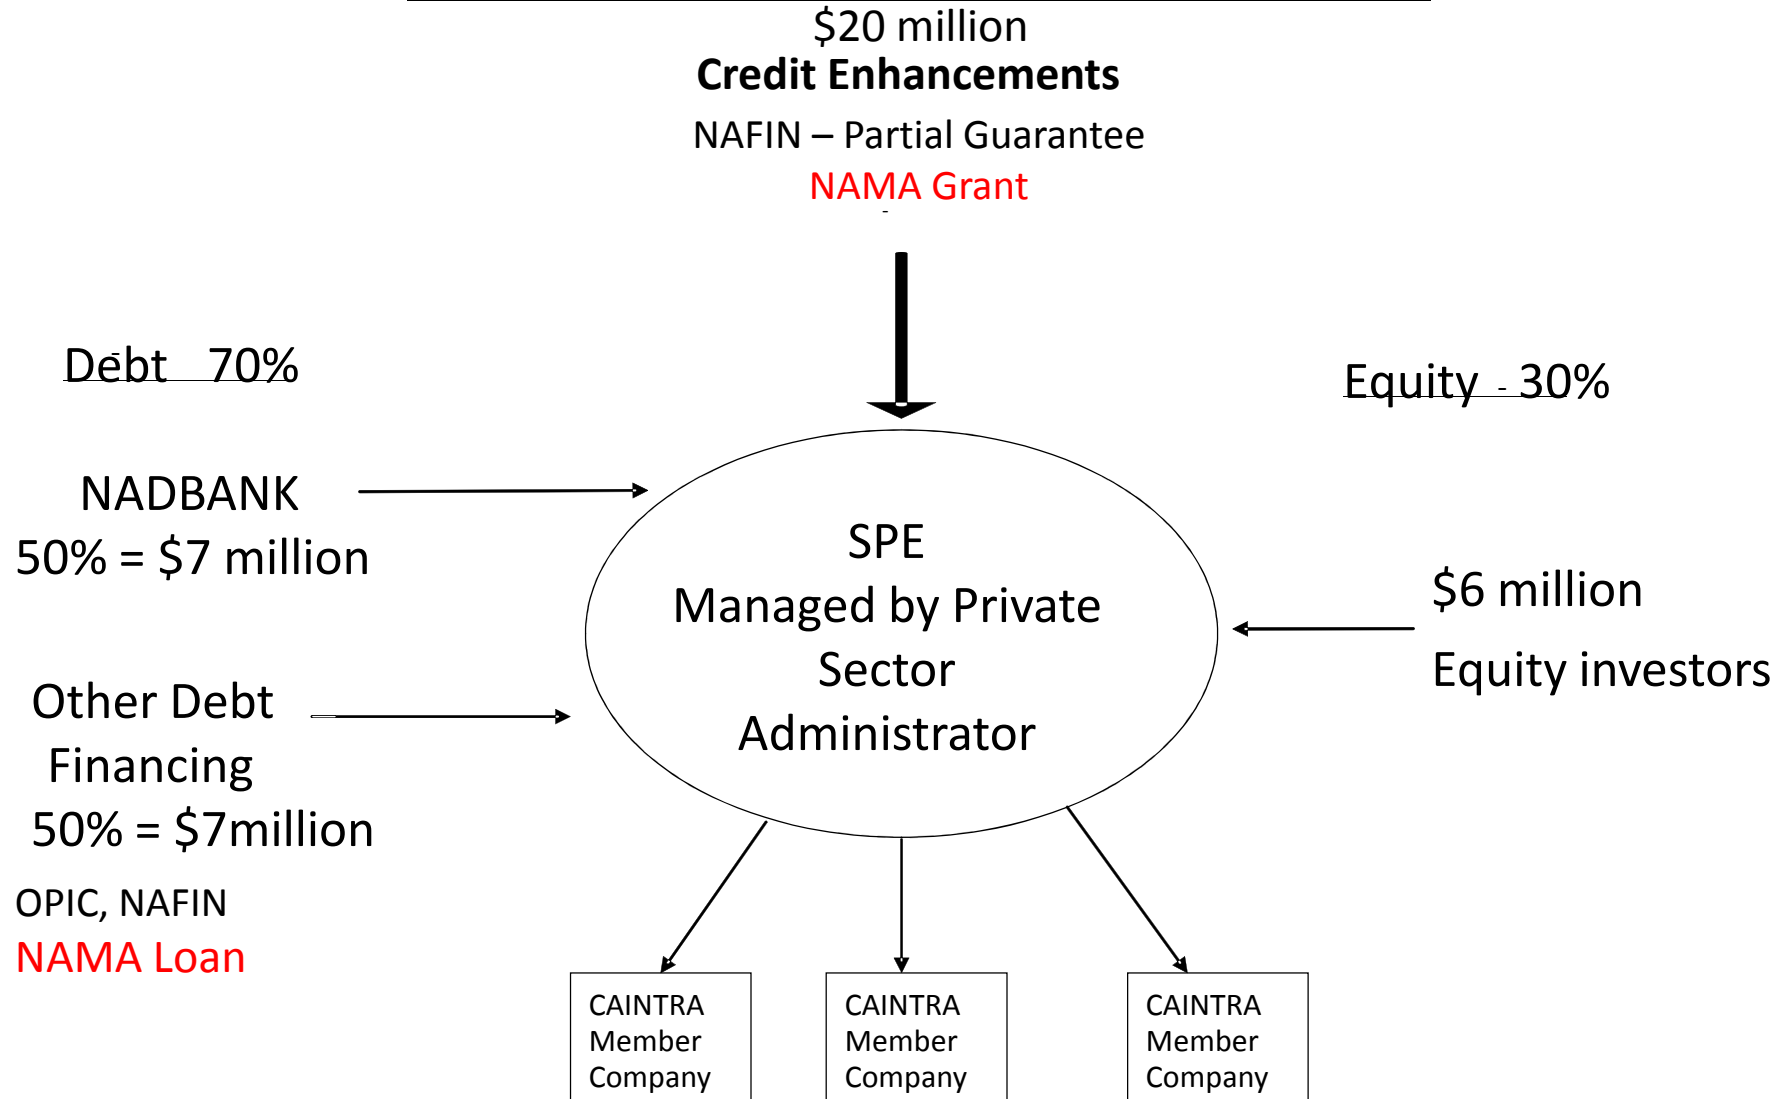 $20 million
Credit Enhancements
NAFIN – Partial Guarantee
NAMA Grant
-
Debt - 70%
Equity - 30%
NADBANK
50% = $7 million
Other Debt
Financing
50% = $7million
OPIC, NAFIN
NAMA Loan
SPE
Managed by Private
Sector
Administrator
$6 million
Equity investors
CAINTRA
Member
Company
CAINTRA
Member
Company
CAINTRA
Member
Company